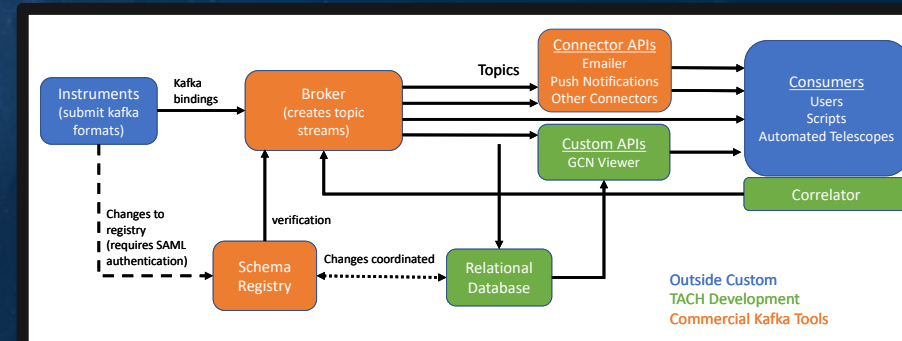 Instruments
(submit kafka
formats)
Kafka
bindings
Broker
(creates topic
streams)
Topics
Connector APIs
Emailer
Push Notifications
Other Connectors
Consumers
Users
Scripts
Automated Telescopes
Custom APIs
GCN Viewer
Correlator
Changes to
registry
(requires SAML
authentication)
verification
Schema
Registry
Changes coordinated
Relational
Database
Outside Custom
TACH Development
Commercial Kafka Tools